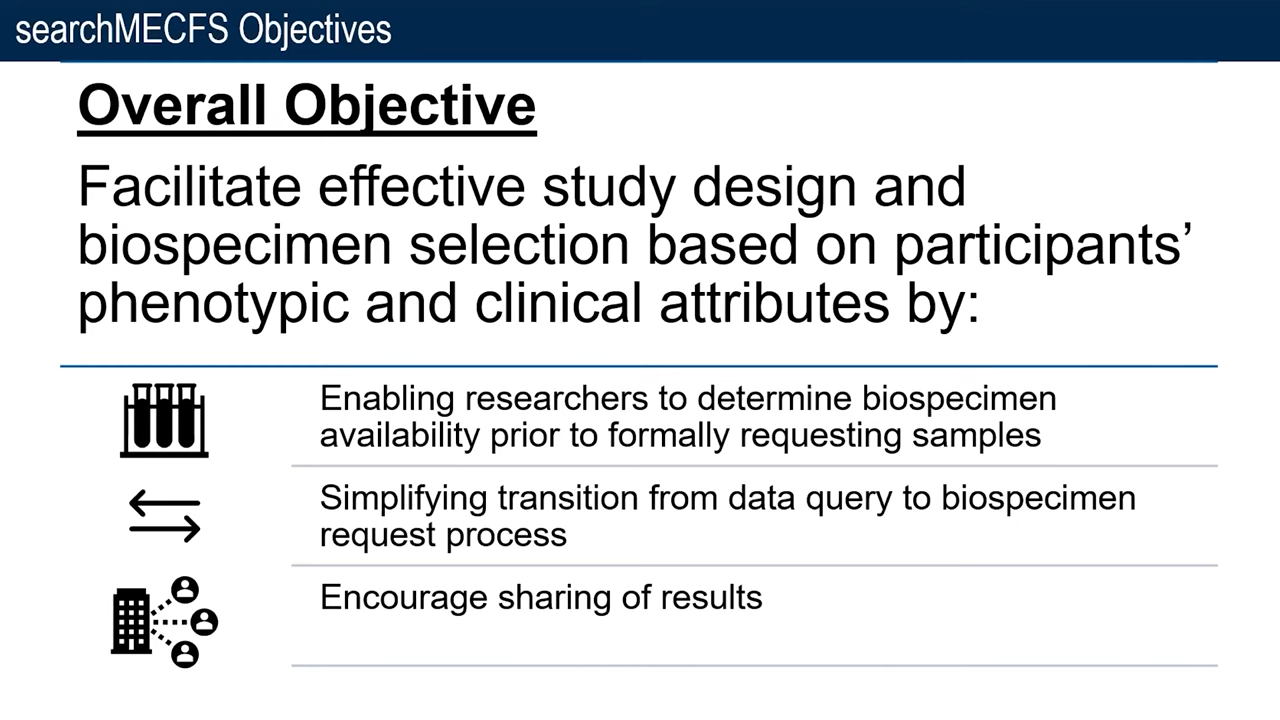 searchMECFS Objectives
Overall Objective
Facilitate effective study design and
biospecimen selection based on participants’
phenotypic and clinical attributes by:
Enabling researchers to determine biospecimen
availability prior to formally requesting samples
Simplifying transition from data query to biospecimen
request process
Encourage sharing of results